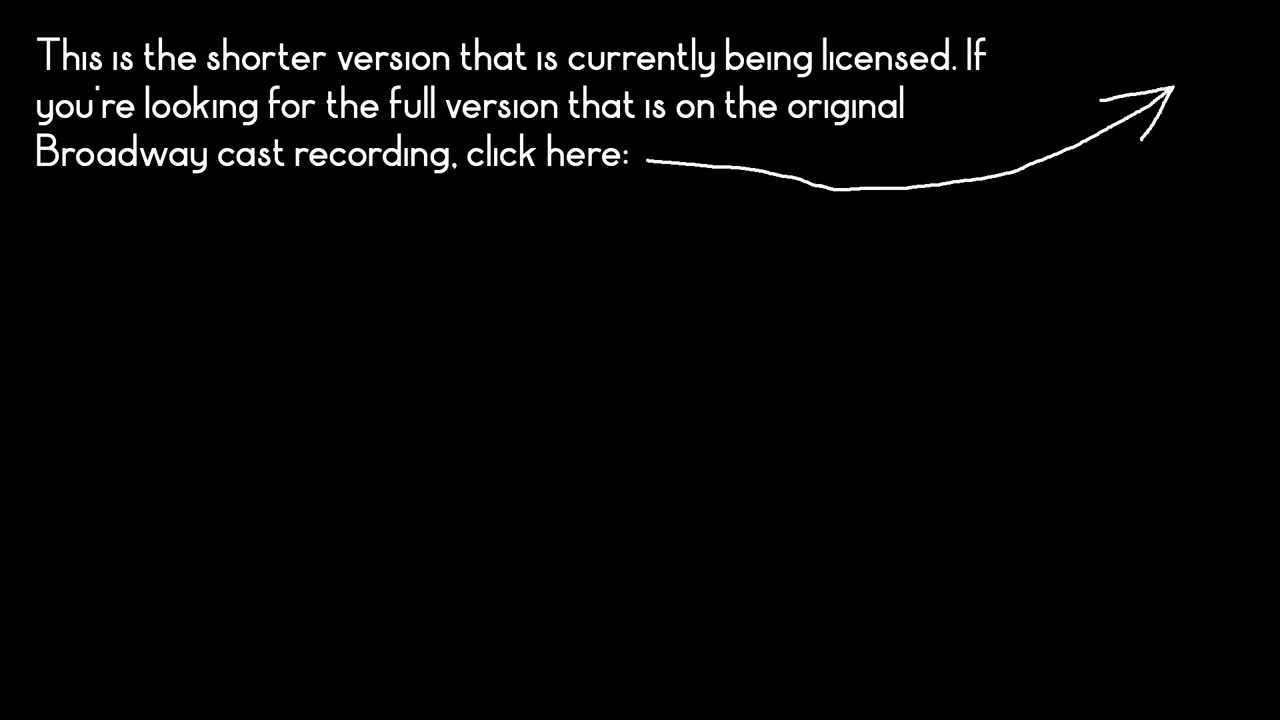 This is the shorter version that is currently being licensed. If
you're looking for the full version that is on the original
Broadway cast recording, click here: